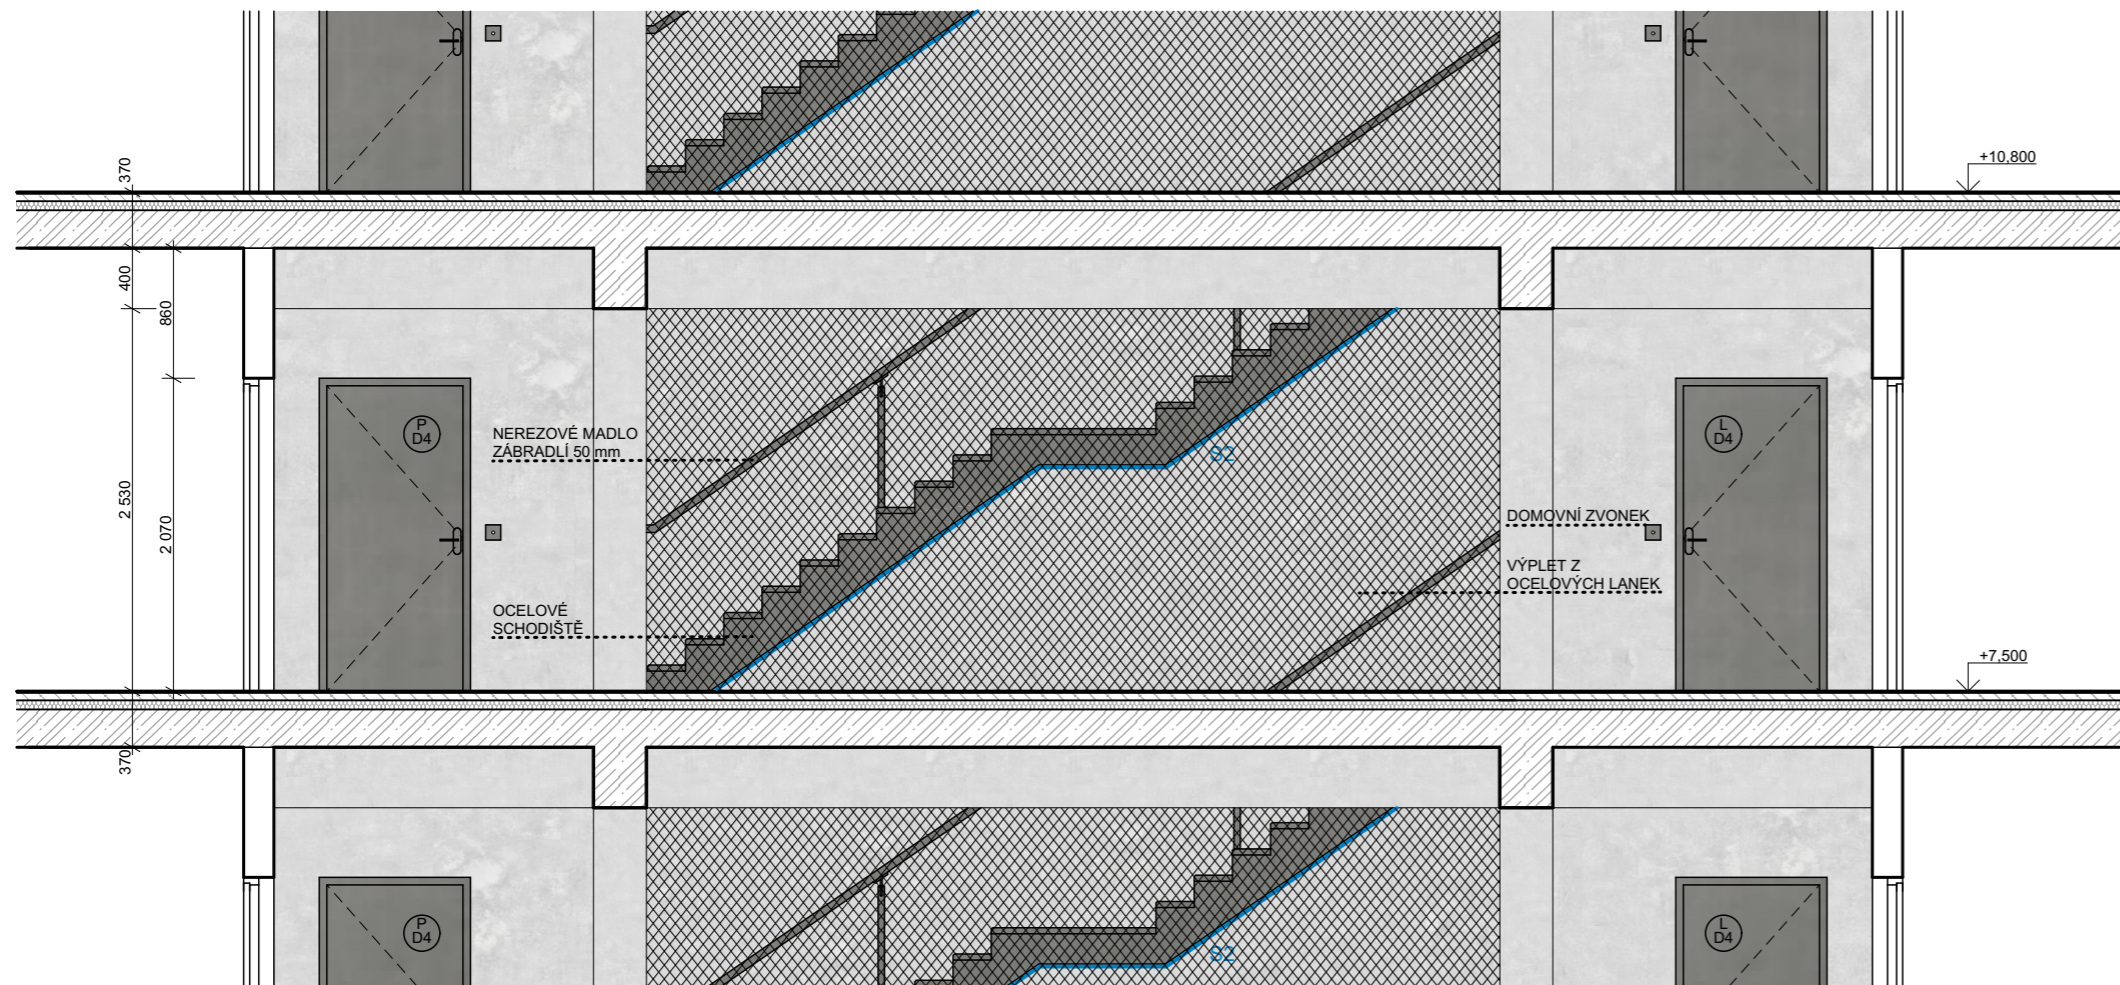 370
+10,800
400
860
P
D4
L
D4
NEREZOVÉ MADLO
ZÁBRADLÍ 50 mm
S2
2 530
2 070
DOMOVNÍ ZVONEK
VÝPLET Z
OCELOVÝCH LANEK
OCELOVÉ
SCHODIŠTĚ
+7,500
370
P
D4
L
D4
S2